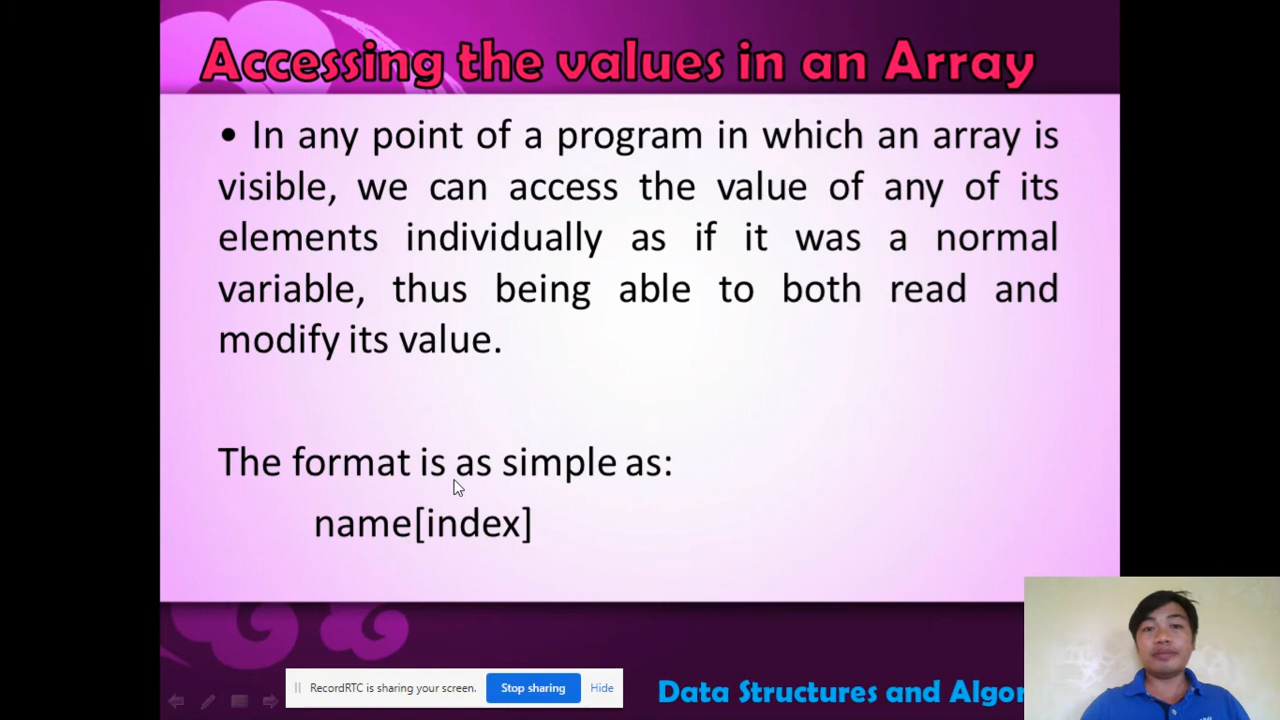 Accessing the values in an Array
• In any point of a program in which an array is
visible, we can access the value of any of its
elements individually as if it was a normal
variable, thus being able to both read and
modify its value.
The format is as simple as:
name[index]
RecordRTC is sharing your screen.
Stop sharing
Hide
Data Structures and Algor